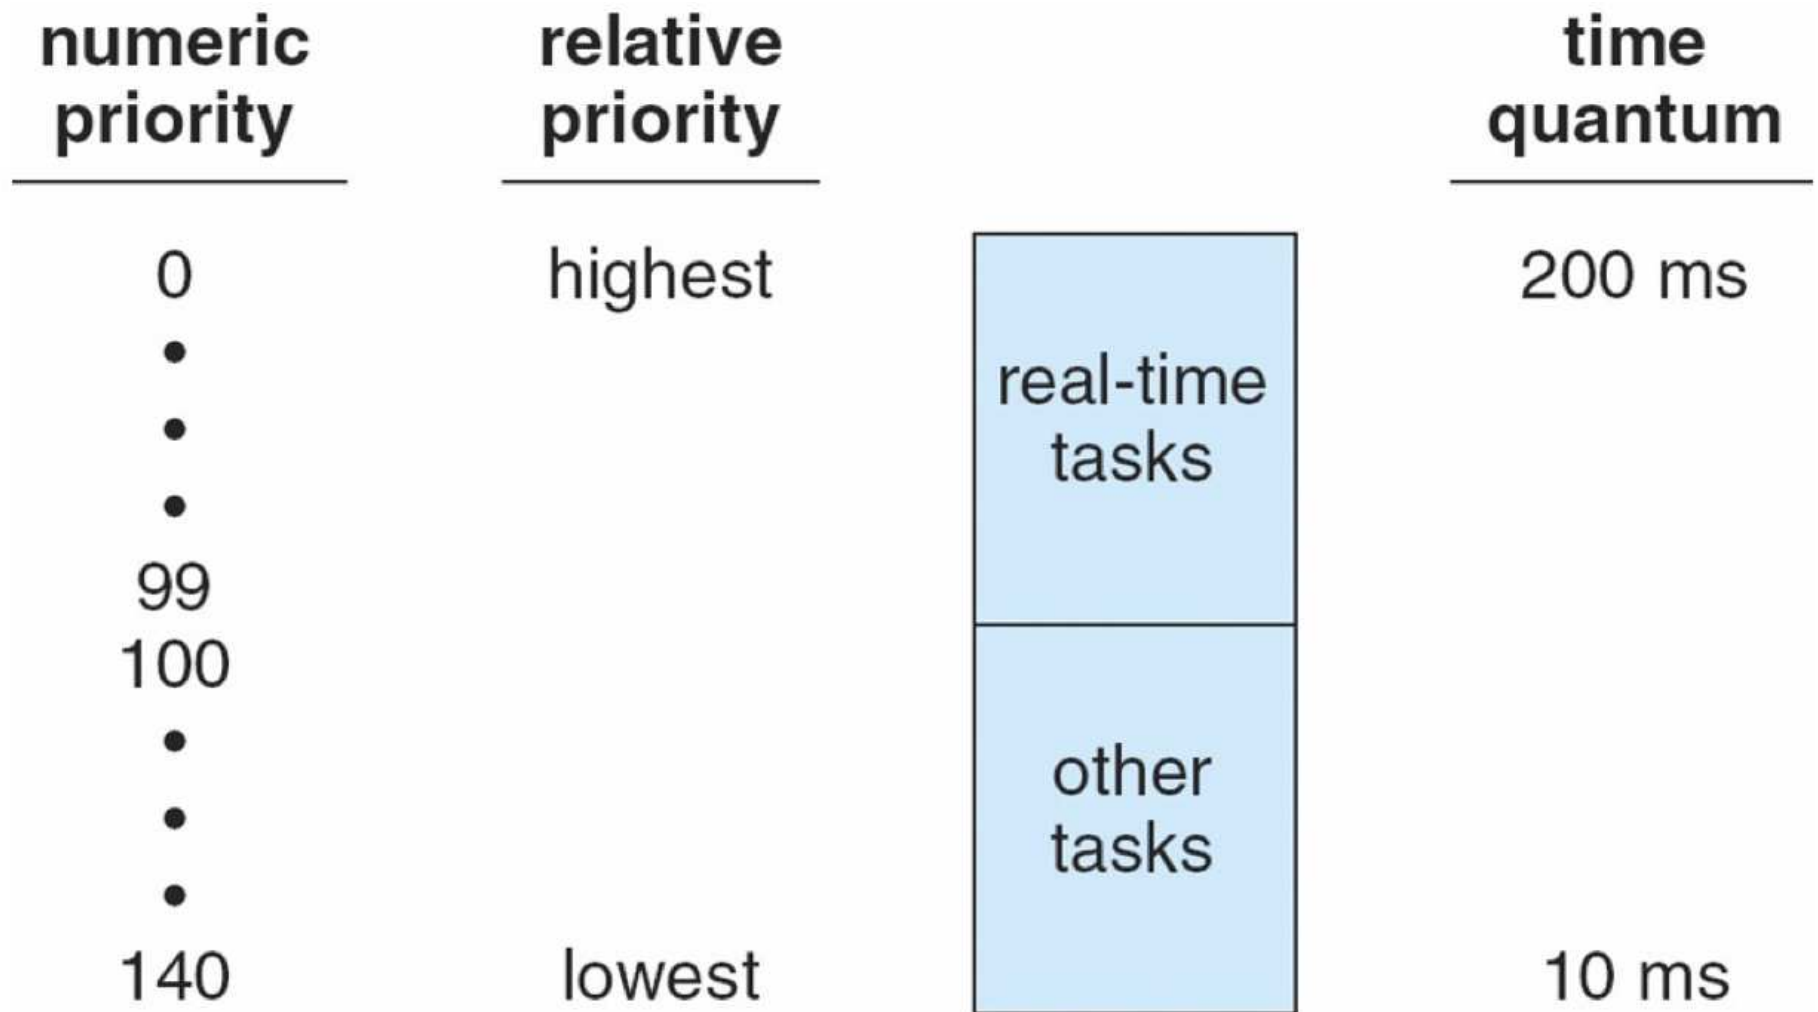 numeric priority
relative priority
time quantum
0 highest 200 ms
real-time
tasks
99
100
other
tasks
140 lowest 10 ms